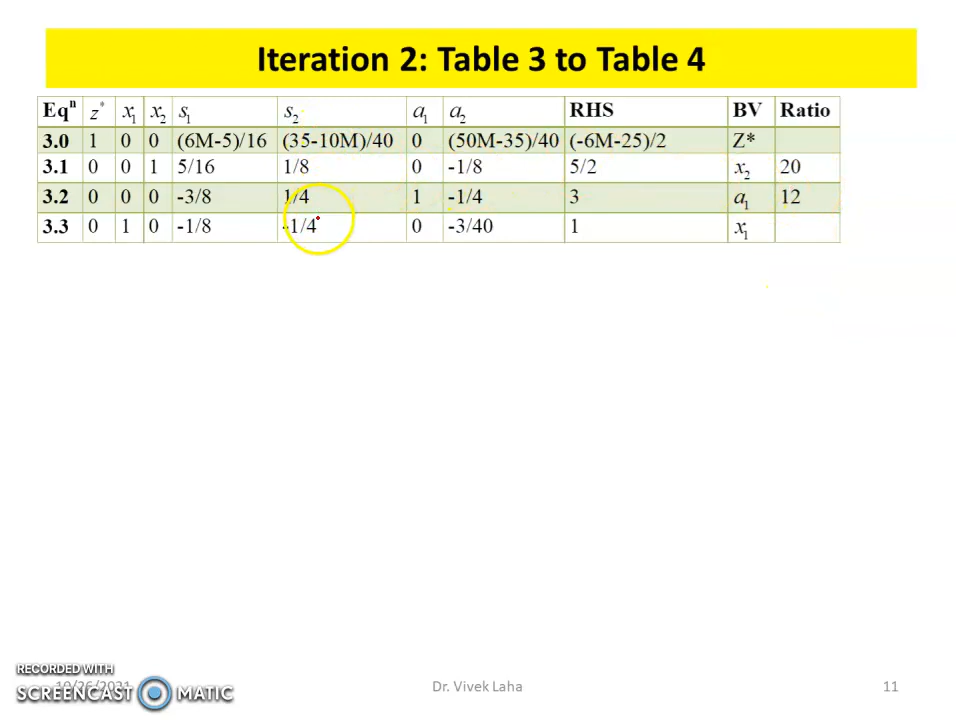 Iteration 2: Table 3 to Table 4
Eqⁿ z* x₁ x₂ s₁ s₂ a₁ a₂ RHS BV Ratio
3.0 1 0 0 (6M-5)/16 (35-10M)/40 0 (50M-35)/40 (-6M-25)/2 Z*
3.1 0 0 1 5/16 1/8 0 -1/8 5/2 x₂ 20
3.2 0 0 0 -3/8 1/4 1 -1/4 3 a₁ 12
3.3 0 1 0 -1/8 -1/4 0 -3/40 1 x₁
RECORDED WITH
10/26/2021 Dr. Vivek Laha 11
SCREENCAST MATIC